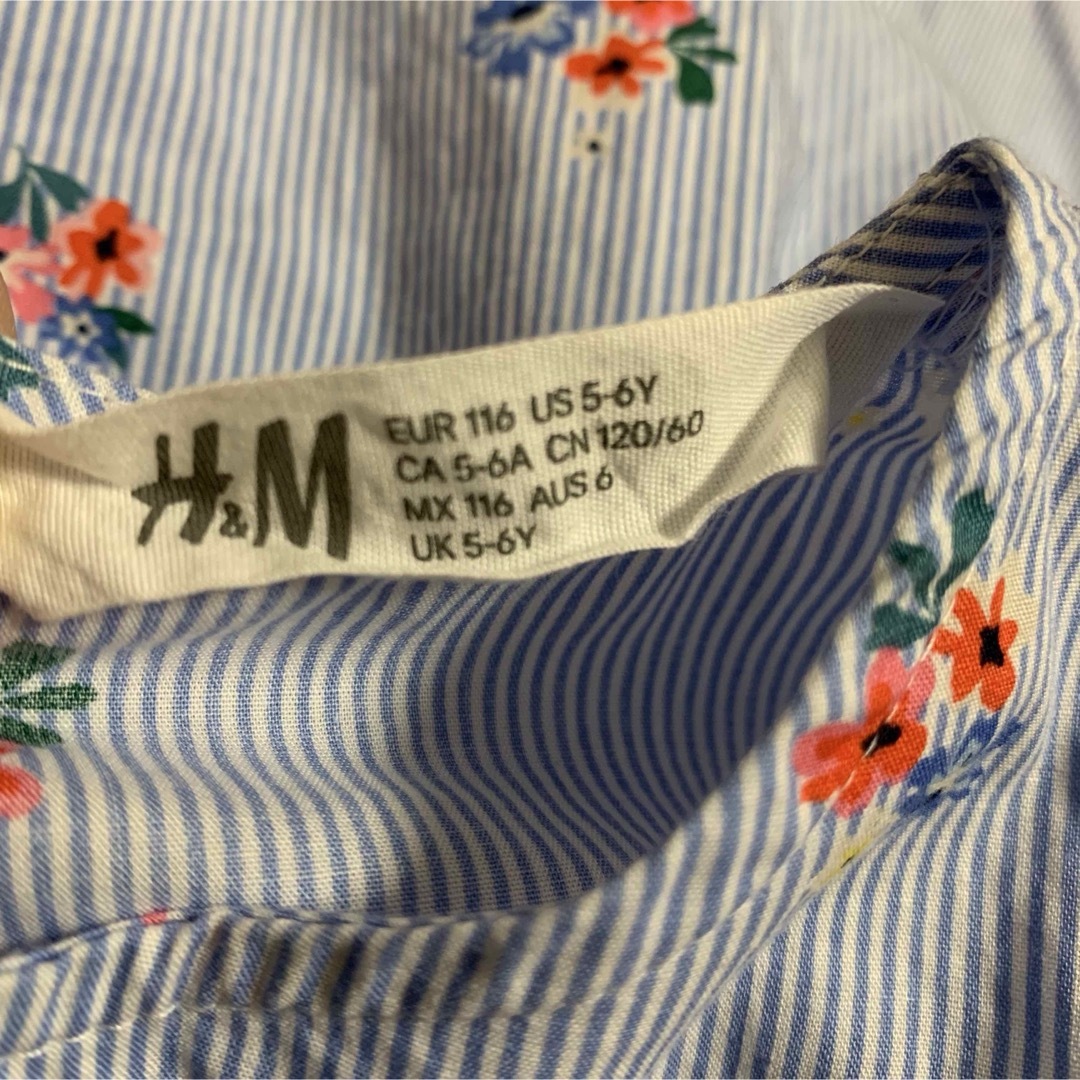 H&M
EUR 116 US 5-6Y
CA 5-6A CN 120/60
MX 116 AUS 6
UK 5-6Y